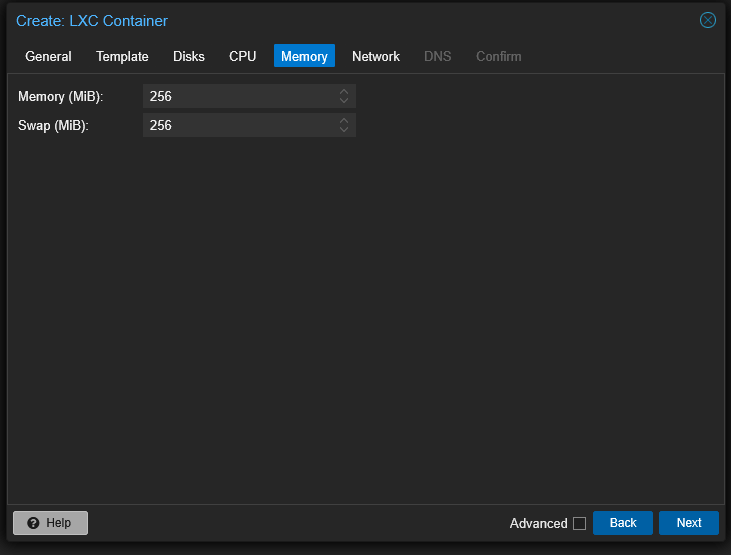 Create: LXC Container
General Template Disks CPU Memory Network DNS Confirm
Memory (MiB): 256
Swap (MiB): 256
? Help Advanced Back Next